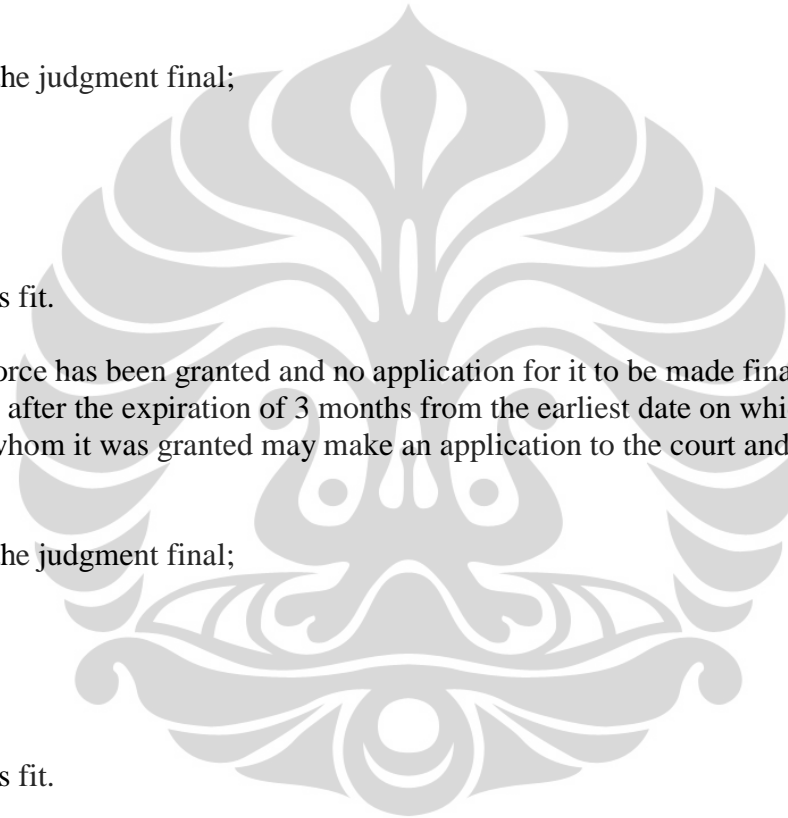 he judgment final;
s fit.
orce has been granted and no application for it to be made fina
after the expiration of 3 months from the earliest date on whi
whom it was granted may make an application to the court and
he judgment final;
s fit.